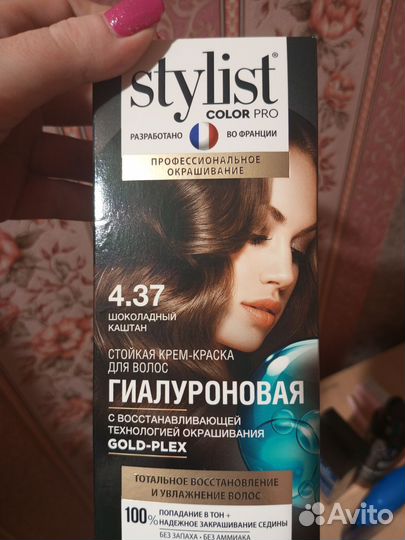 stylist®
COLOR PRO
РАЗРАБОТАНО ВО ФРАНЦИИ
ПРОФЕССИОНАЛЬНОЕ
ОКРАШИВАНИЕ
4.37
ШОКОЛАДНЫЙ
КАШТАН
СТОЙКАЯ КРЕМ-КРАСКА
ДЛЯ ВОЛОС
ГИАЛУРОНОВАЯ
С ВОССТАНАВЛИВАЮЩЕЙ
ТЕХНОЛОГИЕЙ ОКРАШИВАНИЯ
GOLD-PLEX
ТОТАЛЬНОЕ ВОССТАНОВЛЕНИЕ
И УВЛАЖНЕНИЕ ВОЛОС
100% ПОПАДАНИЕ В ТОН +
НАДЕЖНОЕ ЗАКРАШИВАНИЕ СЕДИНЫ
БЕЗ ЗАПАХА • БЕЗ АММИАКА
Avito